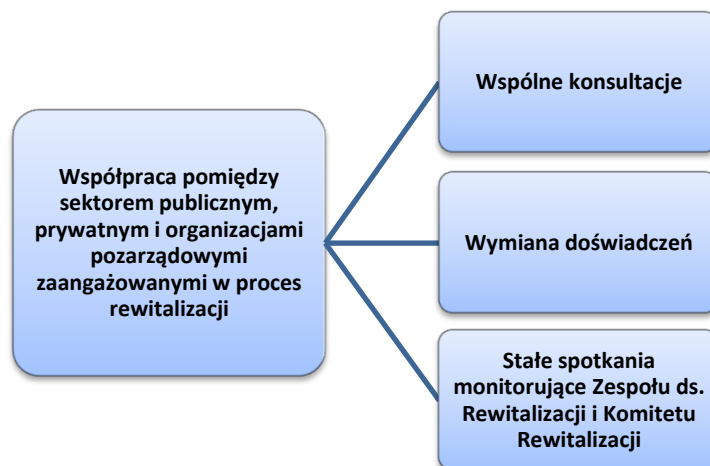 Współpraca pomiędzy
sektorem publicznym,
prywatnym i organizacjami
pozarządowymi
zaangażowanymi w proces
rewitalizacji
Wspólne konsultacje
Wymiana doświadczeń
Stałe spotkania
monitorujące Zespołu ds.
Rewitalizacji i Komitetu
Rewitalizacji